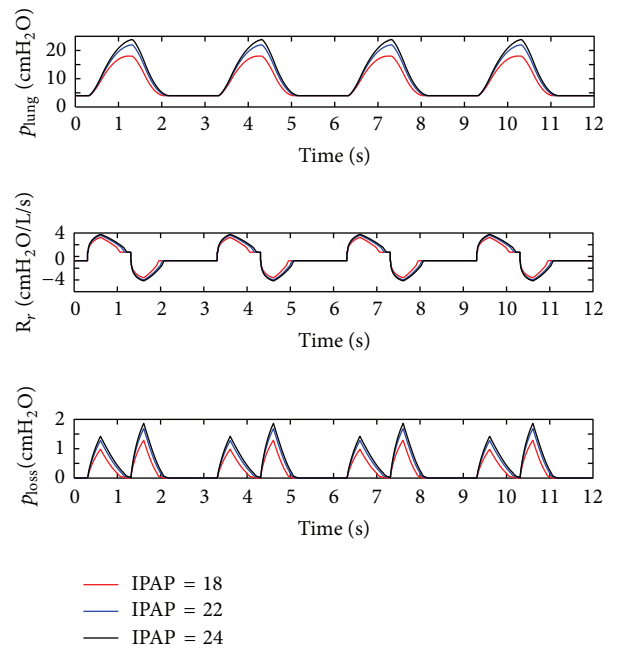 20
10
0
p_lung (cmH₂O)
0 1 2 3 4 5 6 7 8 9 10 11 12
Time (s)
4
0
−4
R_r (cmH₂O/L/s)
0 1 2 3 4 5 6 7 8 9 10 11 12
Time (s)
2
1
0
p_loss(cmH₂O)
0 1 2 3 4 5 6 7 8 9 10 11 12
Time (s)
IPAP = 18
IPAP = 22
IPAP = 24